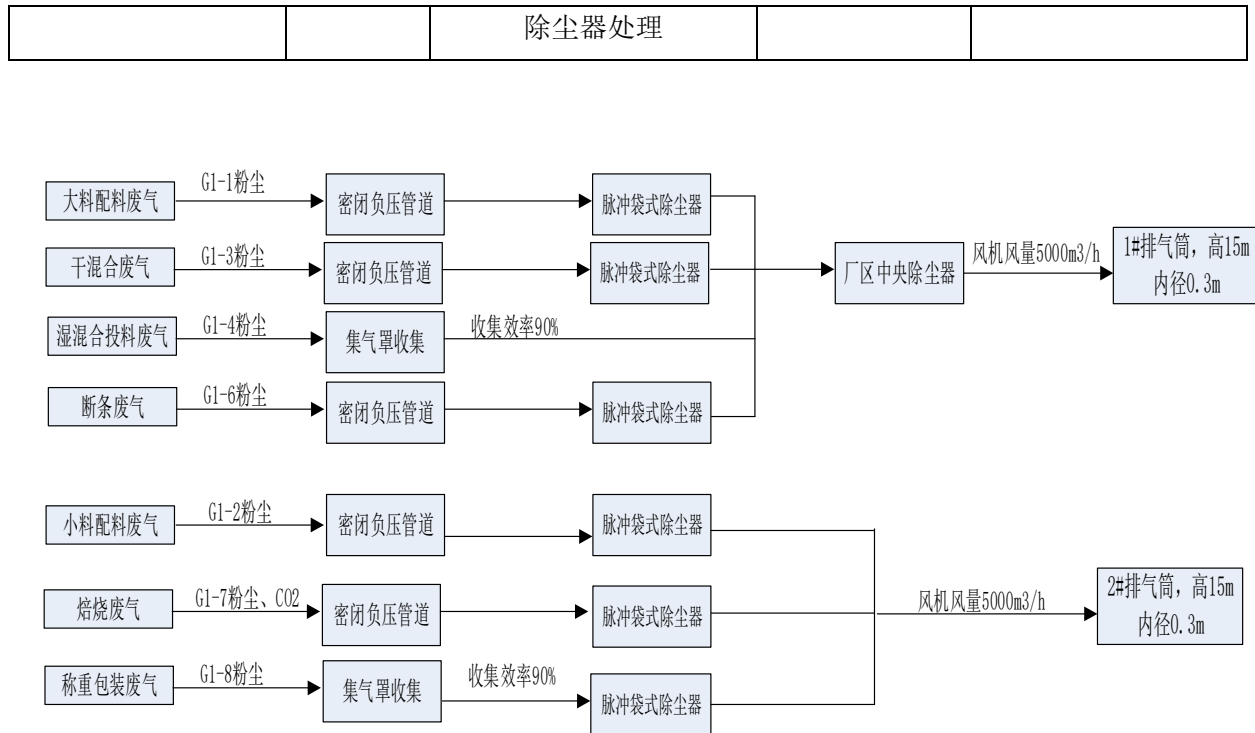 除尘器处理
大料配料废气
G1-1粉尘
密闭负压管道
脉冲袋式除尘器
干混合废气
G1-3粉尘
密闭负压管道
脉冲袋式除尘器
厂区中央除尘器
风机风量5000m3/h
1#排气筒，高15m
内径0.3m
湿混合投料废气
G1-4粉尘
集气罩收集
收集效率90%
断条废气
G1-6粉尘
密闭负压管道
脉冲袋式除尘器
小料配料废气
G1-2粉尘
密闭负压管道
脉冲袋式除尘器
焙烧废气
G1-7粉尘、CO2
密闭负压管道
脉冲袋式除尘器
风机风量5000m3/h
2#排气筒，高15m
内径0.3m
称重包装废气
G1-8粉尘
集气罩收集
收集效率90%
脉冲袋式除尘器